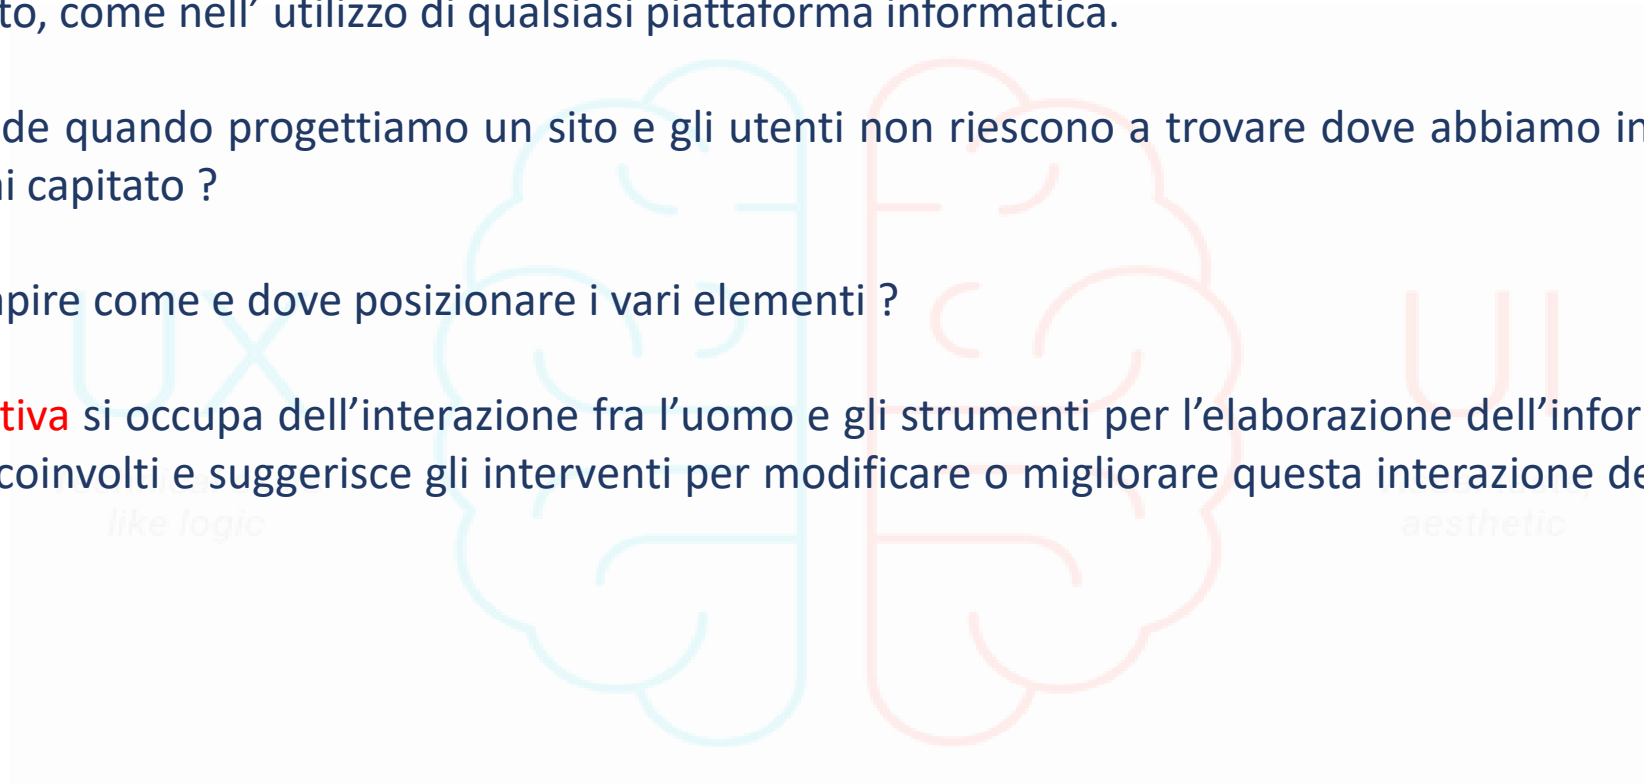 to, come nell’ utilizzo di qualsiasi piattaforma informatica.
de quando progettiamo un sito e gli utenti non riescono a trovare dove abbiamo in
i capitato ?
pire come e dove posizionare i vari elementi ?
UX
UI
tiva si occupa dell’interazione fra l’uomo e gli strumenti per l’elaborazione dell’infor
coinvolti e suggerisce gli interventi per modificare o migliorare questa interazione de
like logic
aesthetic